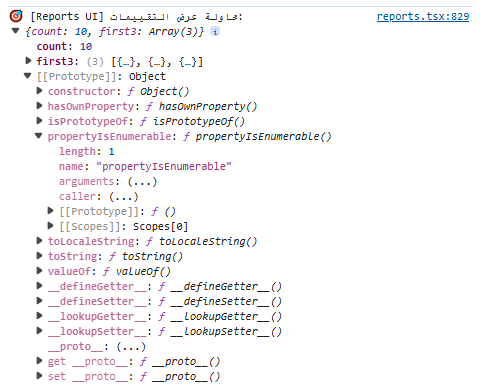 🎯 [Reports UI] محاولة عرض التقييمات: reports.tsx:829
▼ {count: 10, first3: Array(3)} i
count: 10
▶ first3: (3) [{…}, {…}, {…}]
▼ [[Prototype]]: Object
▶ constructor: ƒ Object()
▶ hasOwnProperty: ƒ hasOwnProperty()
▶ isPrototypeOf: ƒ isPrototypeOf()
▼ propertyIsEnumerable: ƒ propertyIsEnumerable()
length: 1
name: "propertyIsEnumerable"
arguments: (...)
caller: (...)
▶ [[Prototype]]: ƒ ()
▶ [[Scopes]]: Scopes[0]
▶ toLocaleString: ƒ toLocaleString()
▶ toString: ƒ toString()
▶ valueOf: ƒ valueOf()
▶ __defineGetter__: ƒ __defineGetter__()
▶ __defineSetter__: ƒ __defineSetter__()
▶ __lookupGetter__: ƒ __lookupGetter__()
▶ __lookupSetter__: ƒ __lookupSetter__()
__proto__: (...)
▶ get __proto__: ƒ __proto__()
▶ set __proto__: ƒ __proto__()